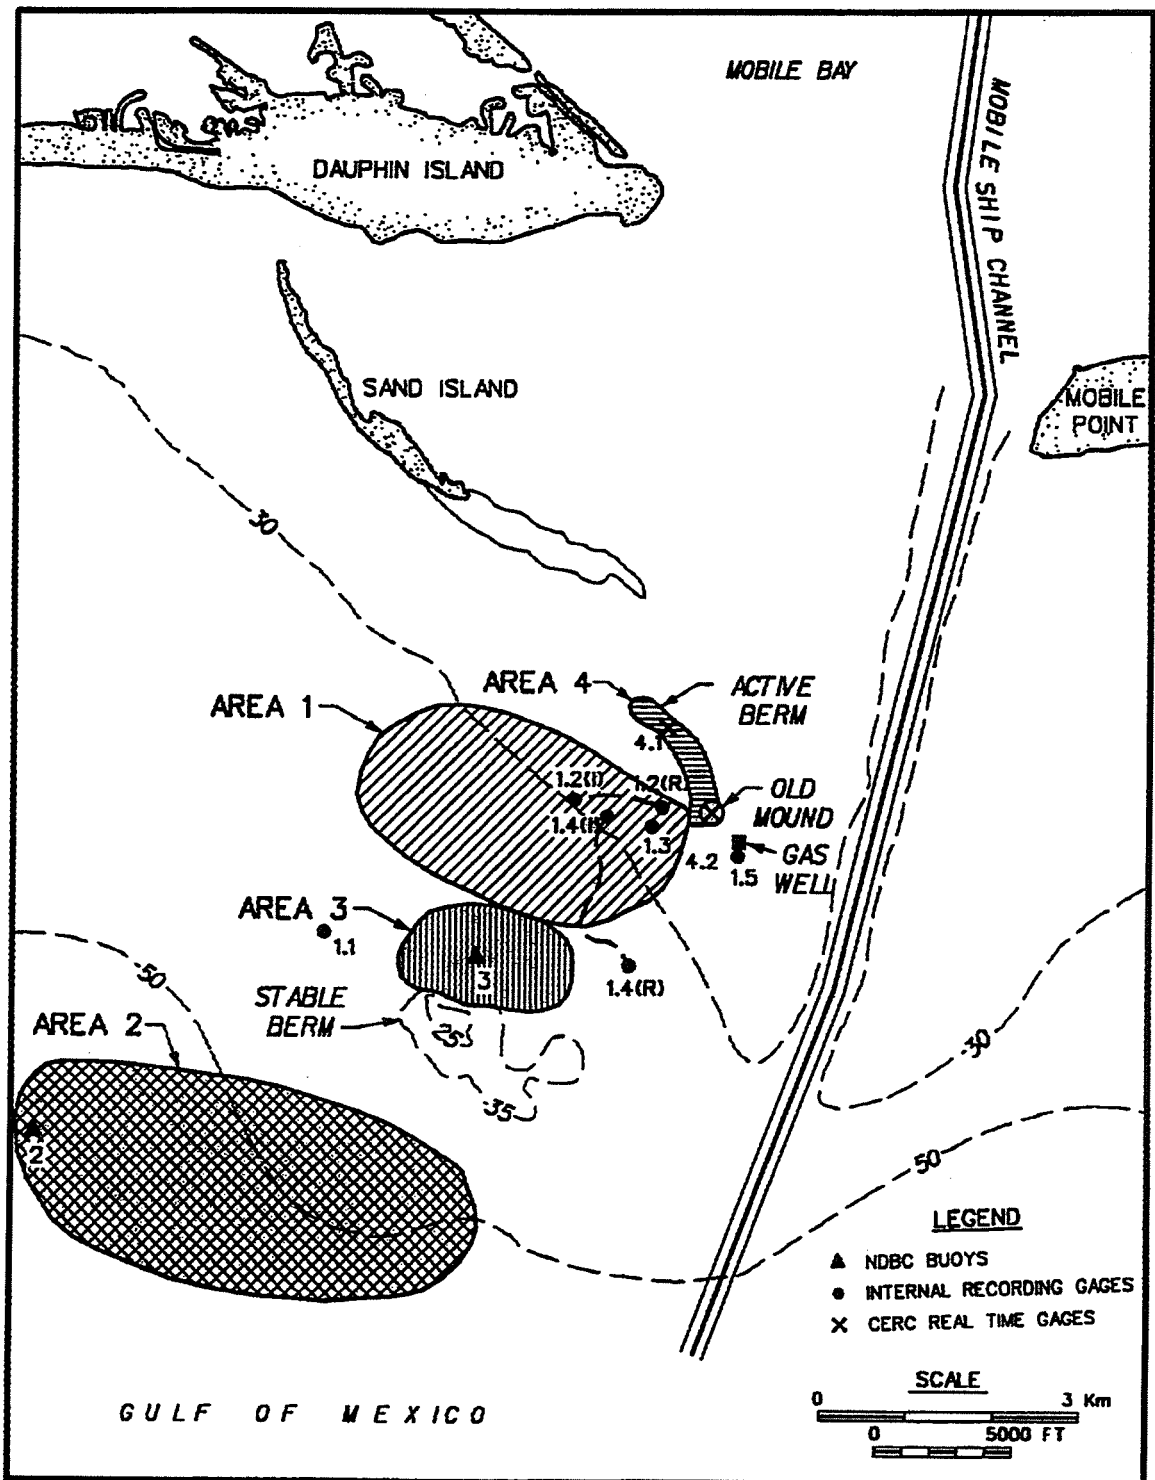 MOBILE BAY
MOBILE SHIP CHANNEL
DAUPHIN ISLAND
SAND ISLAND
MOBILE
POINT
30
AREA 4
ACTIVE
BERM
AREA 1
4.1
1.2(I)
1.2(R)
OLD
MOUND
1.4(I)
1.3
4.2
GAS
WELL
1.5
AREA 3
1.1
3
1.4(R)
-50
STABLE
BERM
25
-30
AREA 2
-35
2
50
LEGEND
NDBC BUOYS
INTERNAL RECORDING GAGES
CERC REAL TIME GAGES
SCALE
0 3 Km
0 5000 FT
GULF OF MEXICO